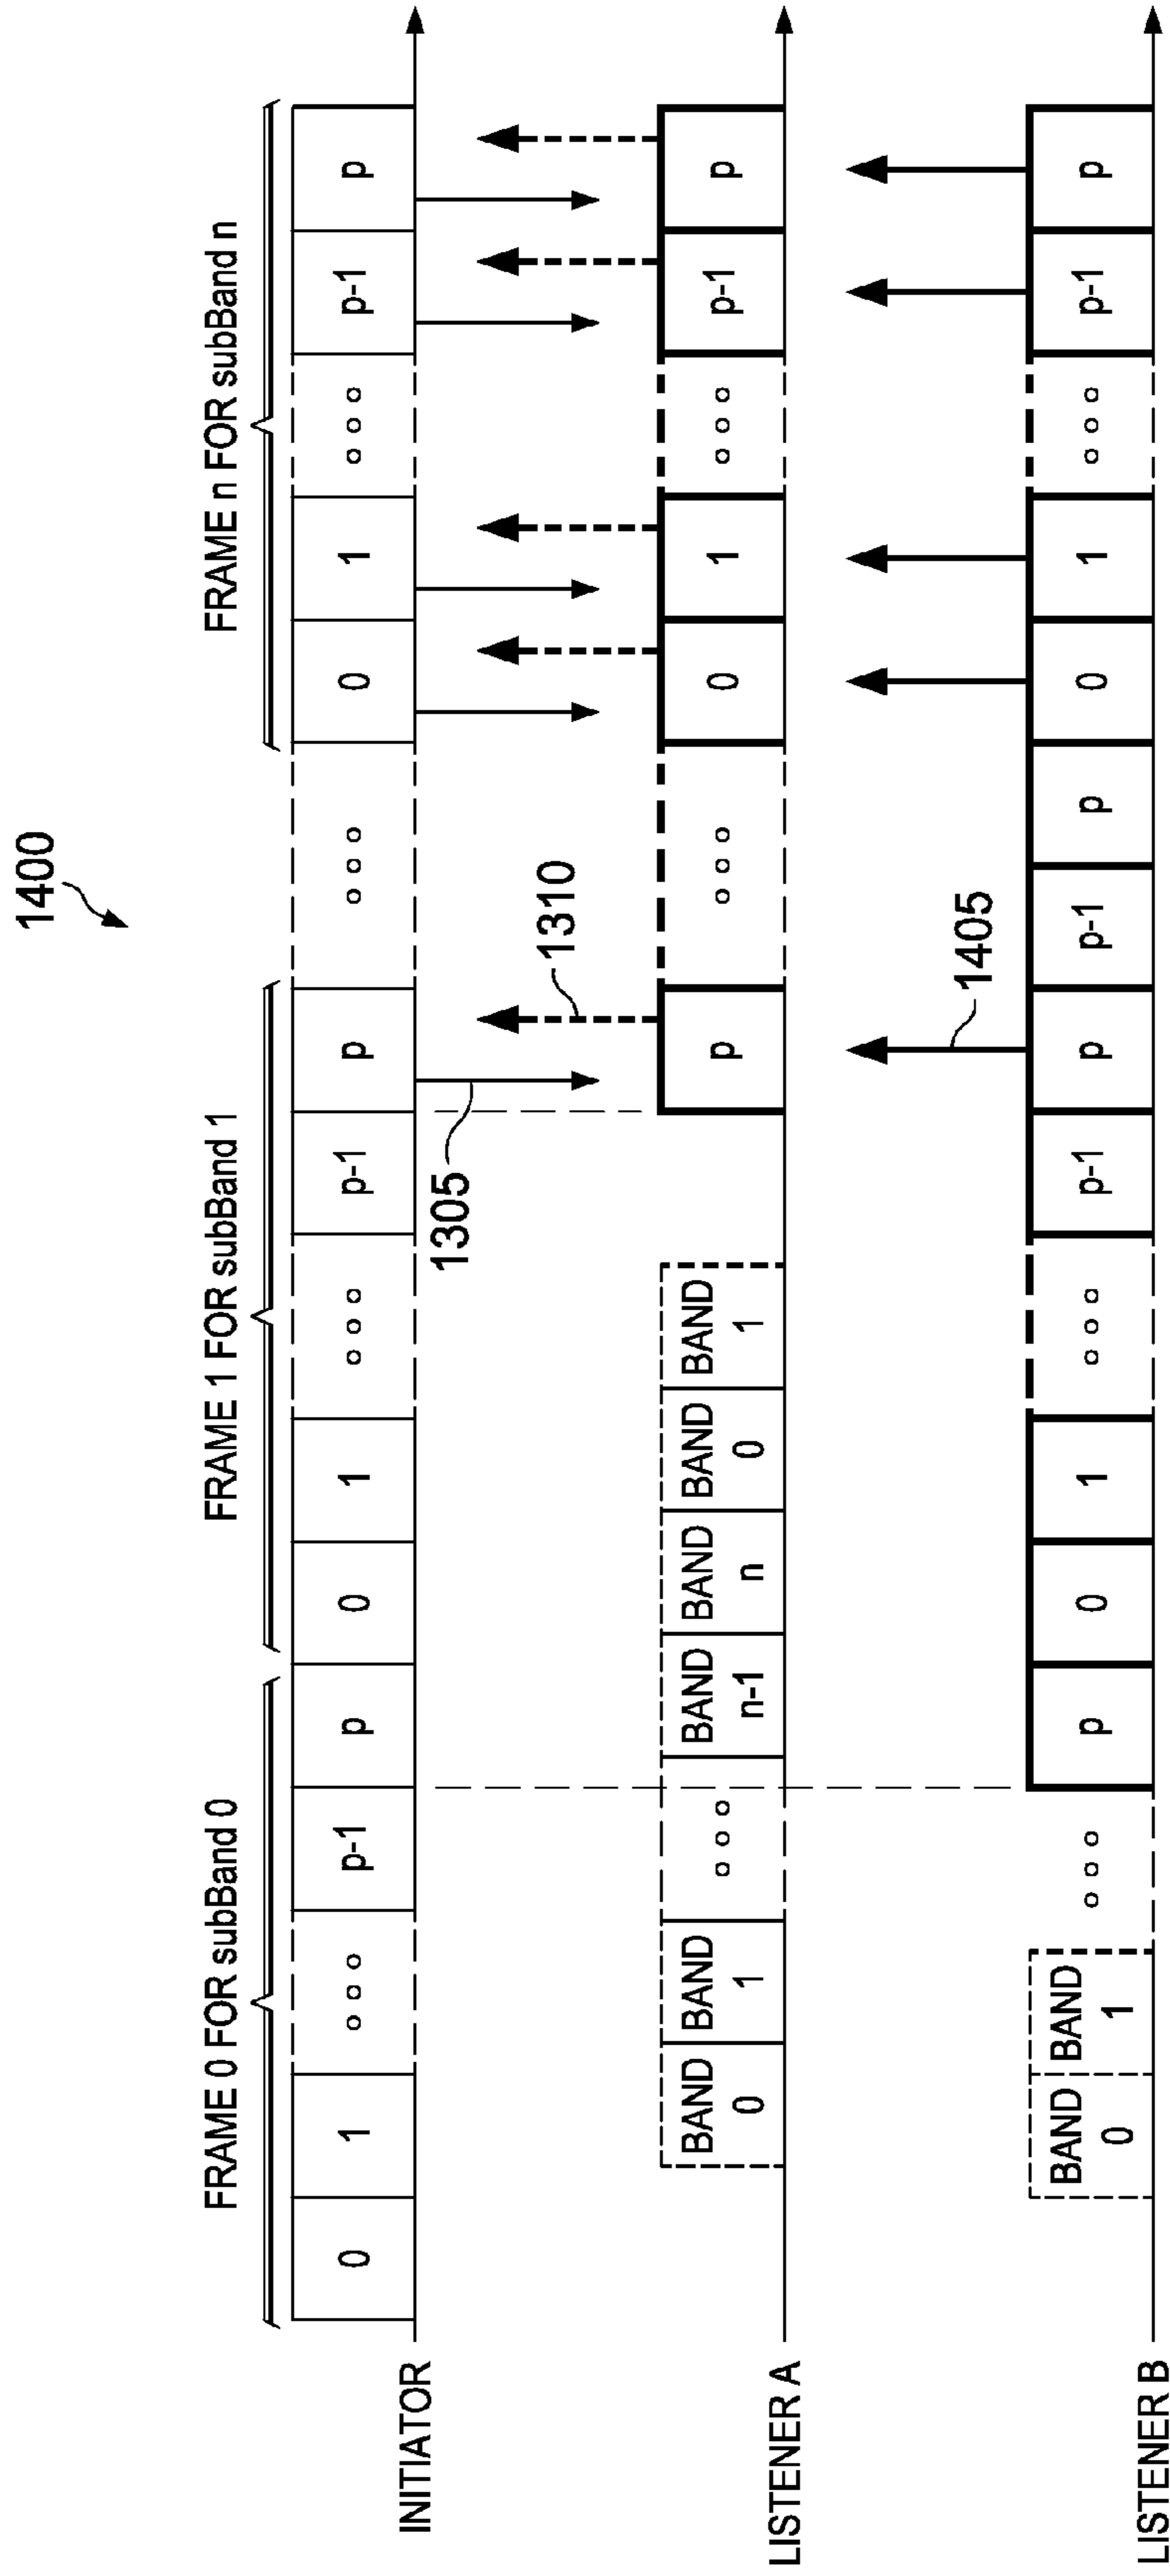 1400
FRAME 0 FOR subBand 0
FRAME 1 FOR subBand 1
FRAME n FOR subBand n
INITIATOR
0 1 p-1 p 0 1 p-1 p 0 1 p-1 p
1305
1310
LISTENER A
BAND 0
BAND 1
BAND n-1
BAND n
BAND 0
BAND 1
p 0 1 p-1 p
1405
LISTENER B
BAND 0
BAND 1
p 0 1 p-1 p p-1 p 0 1 p-1 p